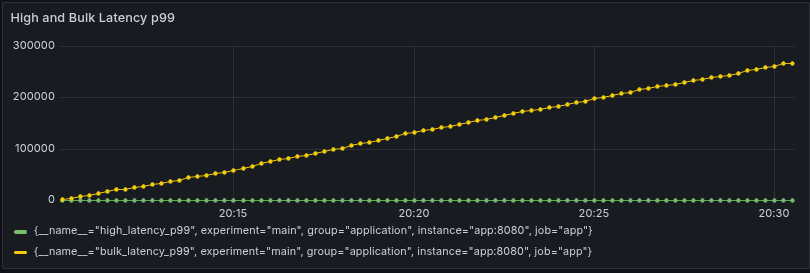 High and Bulk Latency p99
300000
200000
100000
0
20:15 20:20 20:25 20:30
{__name__="high_latency_p99", experiment="main", group="application", instance="app:8080", job="app"}
{__name__="bulk_latency_p99", experiment="main", group="application", instance="app:8080", job="app"}